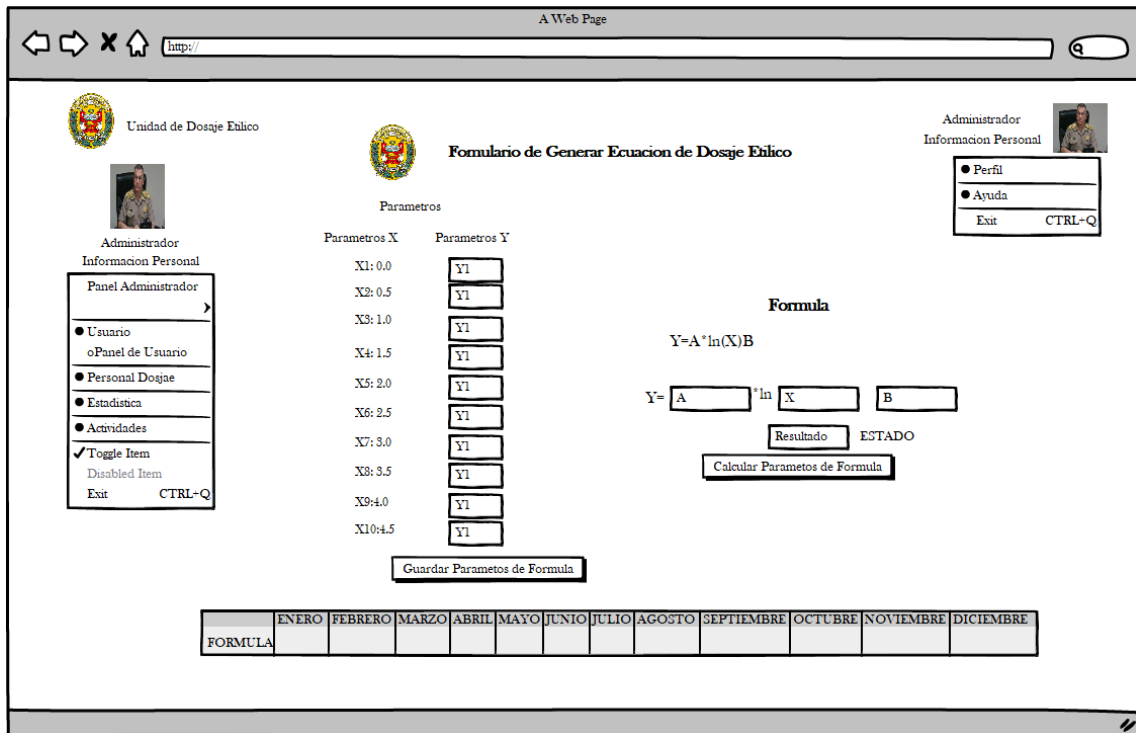 A Web Page
http://
Unidad de Dosaje Etilico
Administrador
Informacion Personal
Panel Administrador
Usuario
oPanel de Usuario
Personal Dosjae
Estadistica
Actividades
Toggle Item
Disabled Item
Exit CTRL+Q
Fomulario de Generar Ecuacion de Dosaje Etilico
Administrador
Informacion Personal
Perfil
Ayuda
Exit CTRL+Q
Parametros
Parametros X Parametros Y
X1: 0.0 Y1
X2: 0.5 Y1
X3: 1.0 Y1
X4: 1.5 Y1
X5: 2.0 Y1
X6: 2.5 Y1
X7: 3.0 Y1
X8: 3.5 Y1
X9:4.0 Y1
X10:4.5 Y1
Guardar Parametos de Formula
Formula
Y=A*ln(X)B
Y= A *ln X B
Resultado ESTADO
Calcular Parametos de Formula
ENERO FEBRERO MARZO ABRIL MAYO JUNIO JULIO AGOSTO SEPTIEMBRE OCTUBRE NOVIEMBRE DICIEMBRE
FORMULA